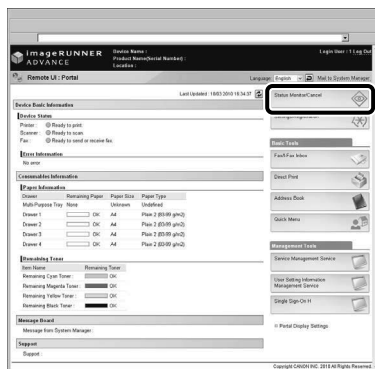 imageRUNNER ADVANCE
Device Name :
Product Name(Serial Number) :
Location :
Login User : 1 Log Out
Remote UI : Portal
Language English Mail to System Manager
Last Updated : 18/03 2010 18:34:37
Device Basic Information
Device Status
Printer : Ready to print.
Scanner : Ready to scan.
Fax : Ready to send or receive fax.
Error Information
No error
Consumables Information
Paper Information
Drawer Remaining Paper Paper Size Paper Type
Multi-Purpose Tray None Unknown Undefined
Drawer 1 OK A4 Plain 2 (83-99 g/m2)
Drawer 2 OK A4 Plain 2 (83-99 g/m2)
Drawer 3 OK A4 Plain 2 (83-99 g/m2)
Drawer 4 OK A4 Plain 2 (83-99 g/m2)
Remaining Toner
Item Name Remaining Toner
Remaining Cyan Toner : OK
Remaining Magenta Toner : OK
Remaining Yellow Toner : OK
Remaining Black Toner : OK
Message Board
Message from System Manager :
Support
Support :
Status Monitor/Cancel
Basic Tools
Fax/I-Fax Inbox
Direct Print
Address Book
Quick Menu
Management Tools
Service Management Service
User Setting Information
Management Service
Single Sign-On H
Portal Display Settings
Copyright CANON INC. 2010 All Rights Reserved.